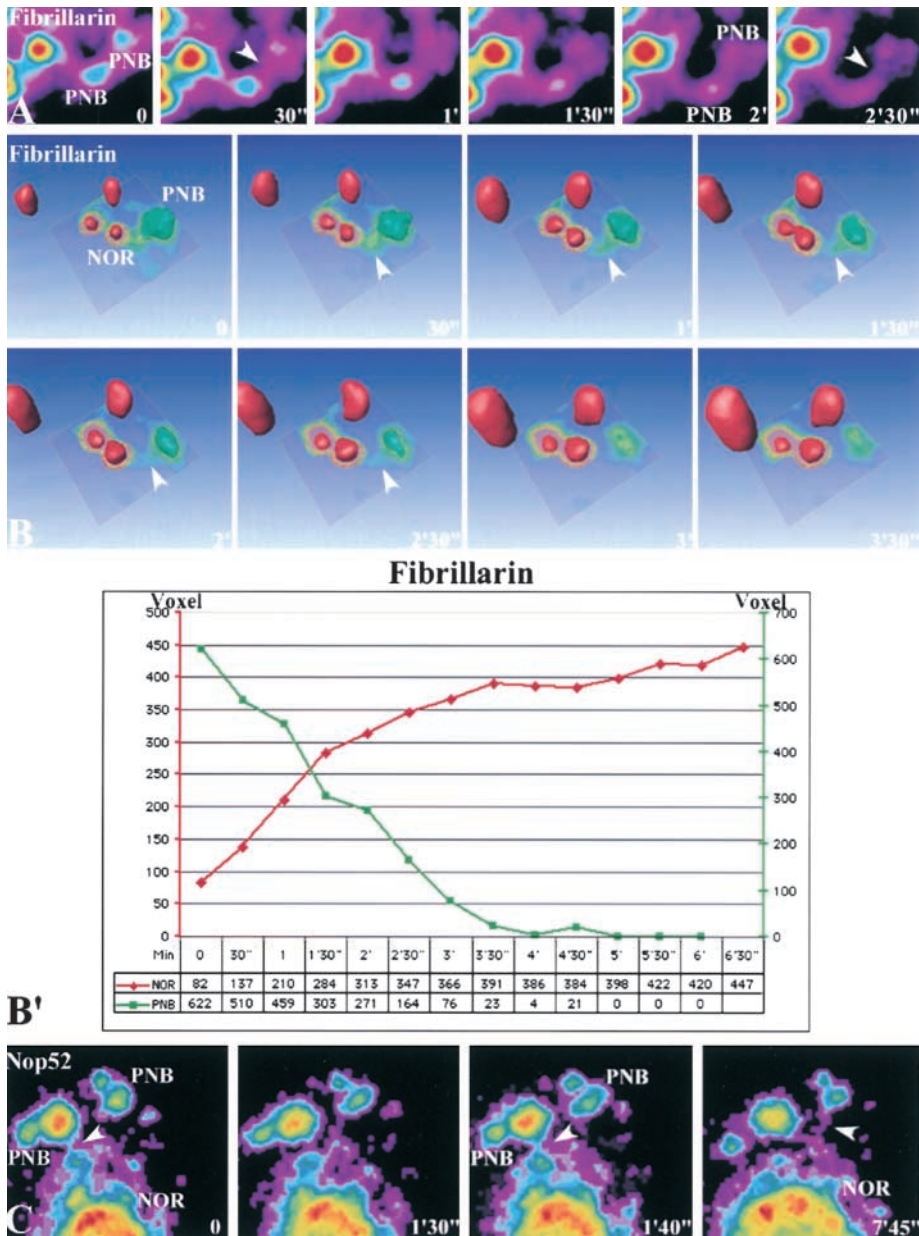 Fibrillarin
PNB
PNB
PNB
PNB
A
0
30"
1'
1'30"
2'
2'30"
Fibrillarin
PNB
NOR
0
30"
1'
1'30"
B
2'
2'30"
3'
3'30"
Fibrillarin
Voxel
Voxel
500
450
400
350
300
250
200
150
100
50
0
700
600
500
400
300
200
100
0
Min 0 30" 1 1'30" 2' 2'30" 3' 3'30" 4' 4'30" 5' 5'30" 6' 6'30"
NOR 82 137 210 284 313 347 366 391 386 384 398 422 420 447
PNB 622 510 459 303 271 164 76 23 4 21 0 0 0
B'
Nop52
PNB
PNB
NOR
PNB
PNB
NOR
C
0
1'30"
1'40"
7'45"